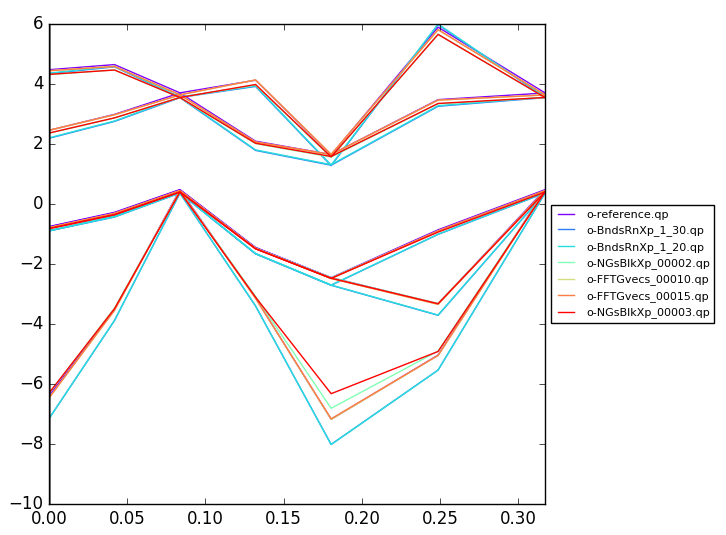 6
4
2
0
−2
−4
−6
−8
−10
0.00 0.05 0.10 0.15 0.20 0.25 0.30
o-reference.qp
o-BndsRnXp_1_30.qp
o-BndsRnXp_1_20.qp
o-NGsBlkXp_00002.qp
o-FFTGvecs_00010.qp
o-FFTGvecs_00015.qp
o-NGsBlkXp_00003.qp